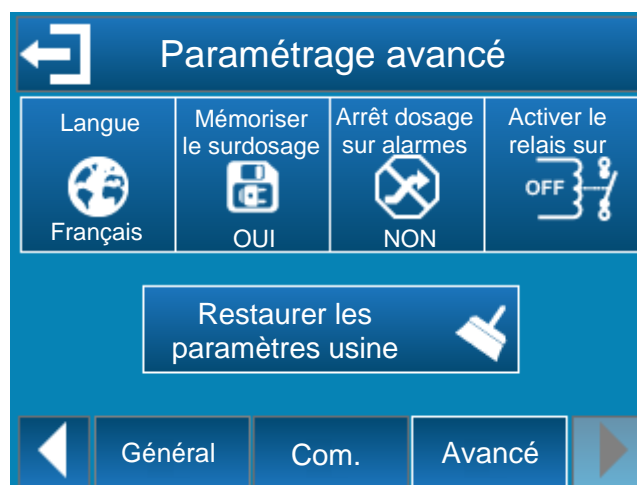 Paramétrage avancé
Langue
Français
Mémoriser
le surdosage
OUI
Arrêt dosage
sur alarmes
NON
Activer le
relais sur
OFF
Restaurer les
paramètres usine
Général
Com.
Avancé